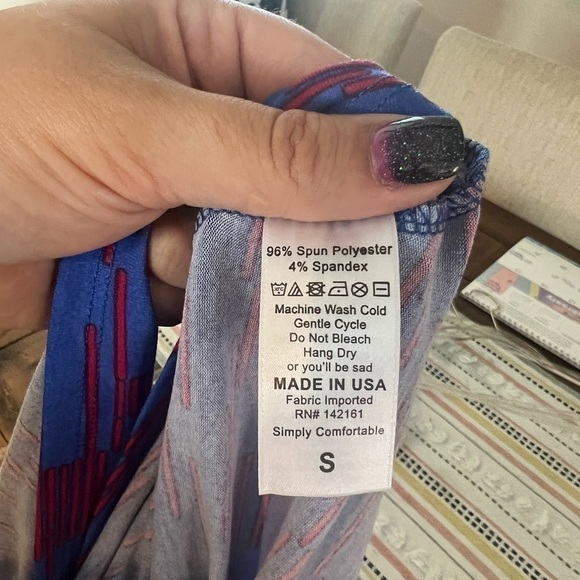 96% Spun Polyester
4% Spandex
Machine Wash Cold
Gentle Cycle
Do Not Bleach
Hang Dry
or you'll be sad
MADE IN USA
Fabric Imported
RN# 142161
Simply Comfortable
S